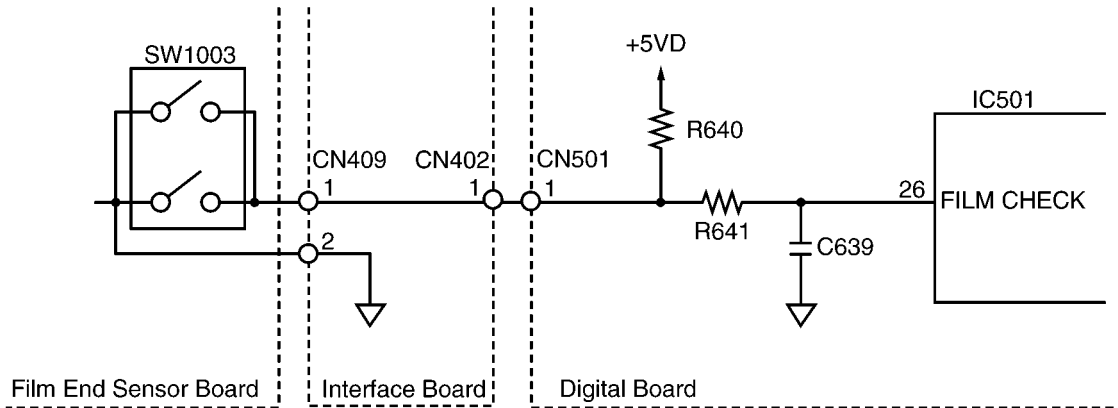 +5VD
SW1003
IC501
R640
CN409
CN402
CN501
1
1
1
26
FILM CHECK
R641
2
C639
Film End Sensor Board
Interface Board
Digital Board